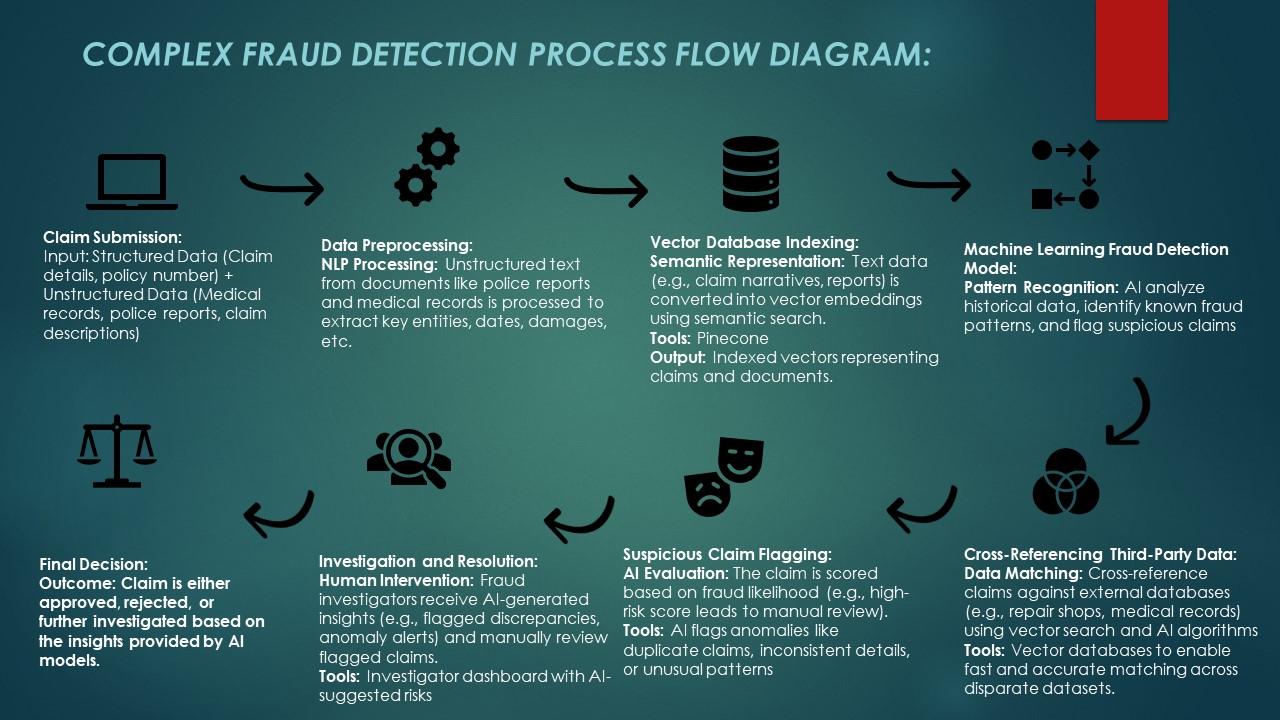 COMPLEX FRAUD DETECTION PROCESS FLOW DIAGRAM:
Claim Submission:
Input: Structured Data (Claim
details, policy number) +
Unstructured Data (Medical
records, police reports, claim
descriptions)
Data Preprocessing:
NLP Processing: Unstructured text
from documents like police reports
and medical records is processed to
extract key entities, dates, damages,
etc.
Vector Database Indexing:
Semantic Representation: Text data
(e.g., claim narratives, reports) is
converted into vector embeddings
using semantic search.
Tools: Pinecone
Output: Indexed vectors representing
claims and documents.
Machine Learning Fraud Detection
Model:
Pattern Recognition: AI analyze
historical data, identify known fraud
patterns, and flag suspicious claims
Final Decision:
Outcome: Claim is either
approved, rejected, or
further investigated based on
the insights provided by AI
models.
Investigation and Resolution:
Human Intervention: Fraud
investigators receive AI-generated
insights (e.g., flagged discrepancies,
anomaly alerts) and manually review
flagged claims.
Tools: Investigator dashboard with AI-
suggested risks
Suspicious Claim Flagging:
AI Evaluation: The claim is scored
based on fraud likelihood (e.g., high-
risk score leads to manual review).
Tools: AI flags anomalies like
duplicate claims, inconsistent details,
or unusual patterns
Cross-Referencing Third-Party Data:
Data Matching: Cross-reference
claims against external databases
(e.g., repair shops, medical records)
using vector search and AI algorithms
Tools: Vector databases to enable
fast and accurate matching across
disparate datasets.